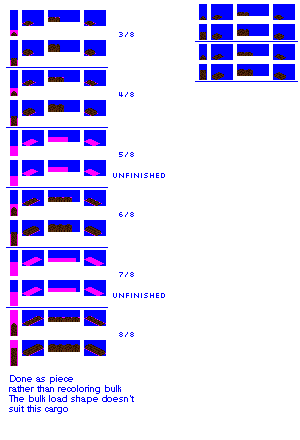 3/8
4/8
5/8
UNFINISHED
6/8
7/8
UNFINISHED
8/8
Done as piece
rather than recoloring bulk
The bulk load shape doesn't
suit this cargo